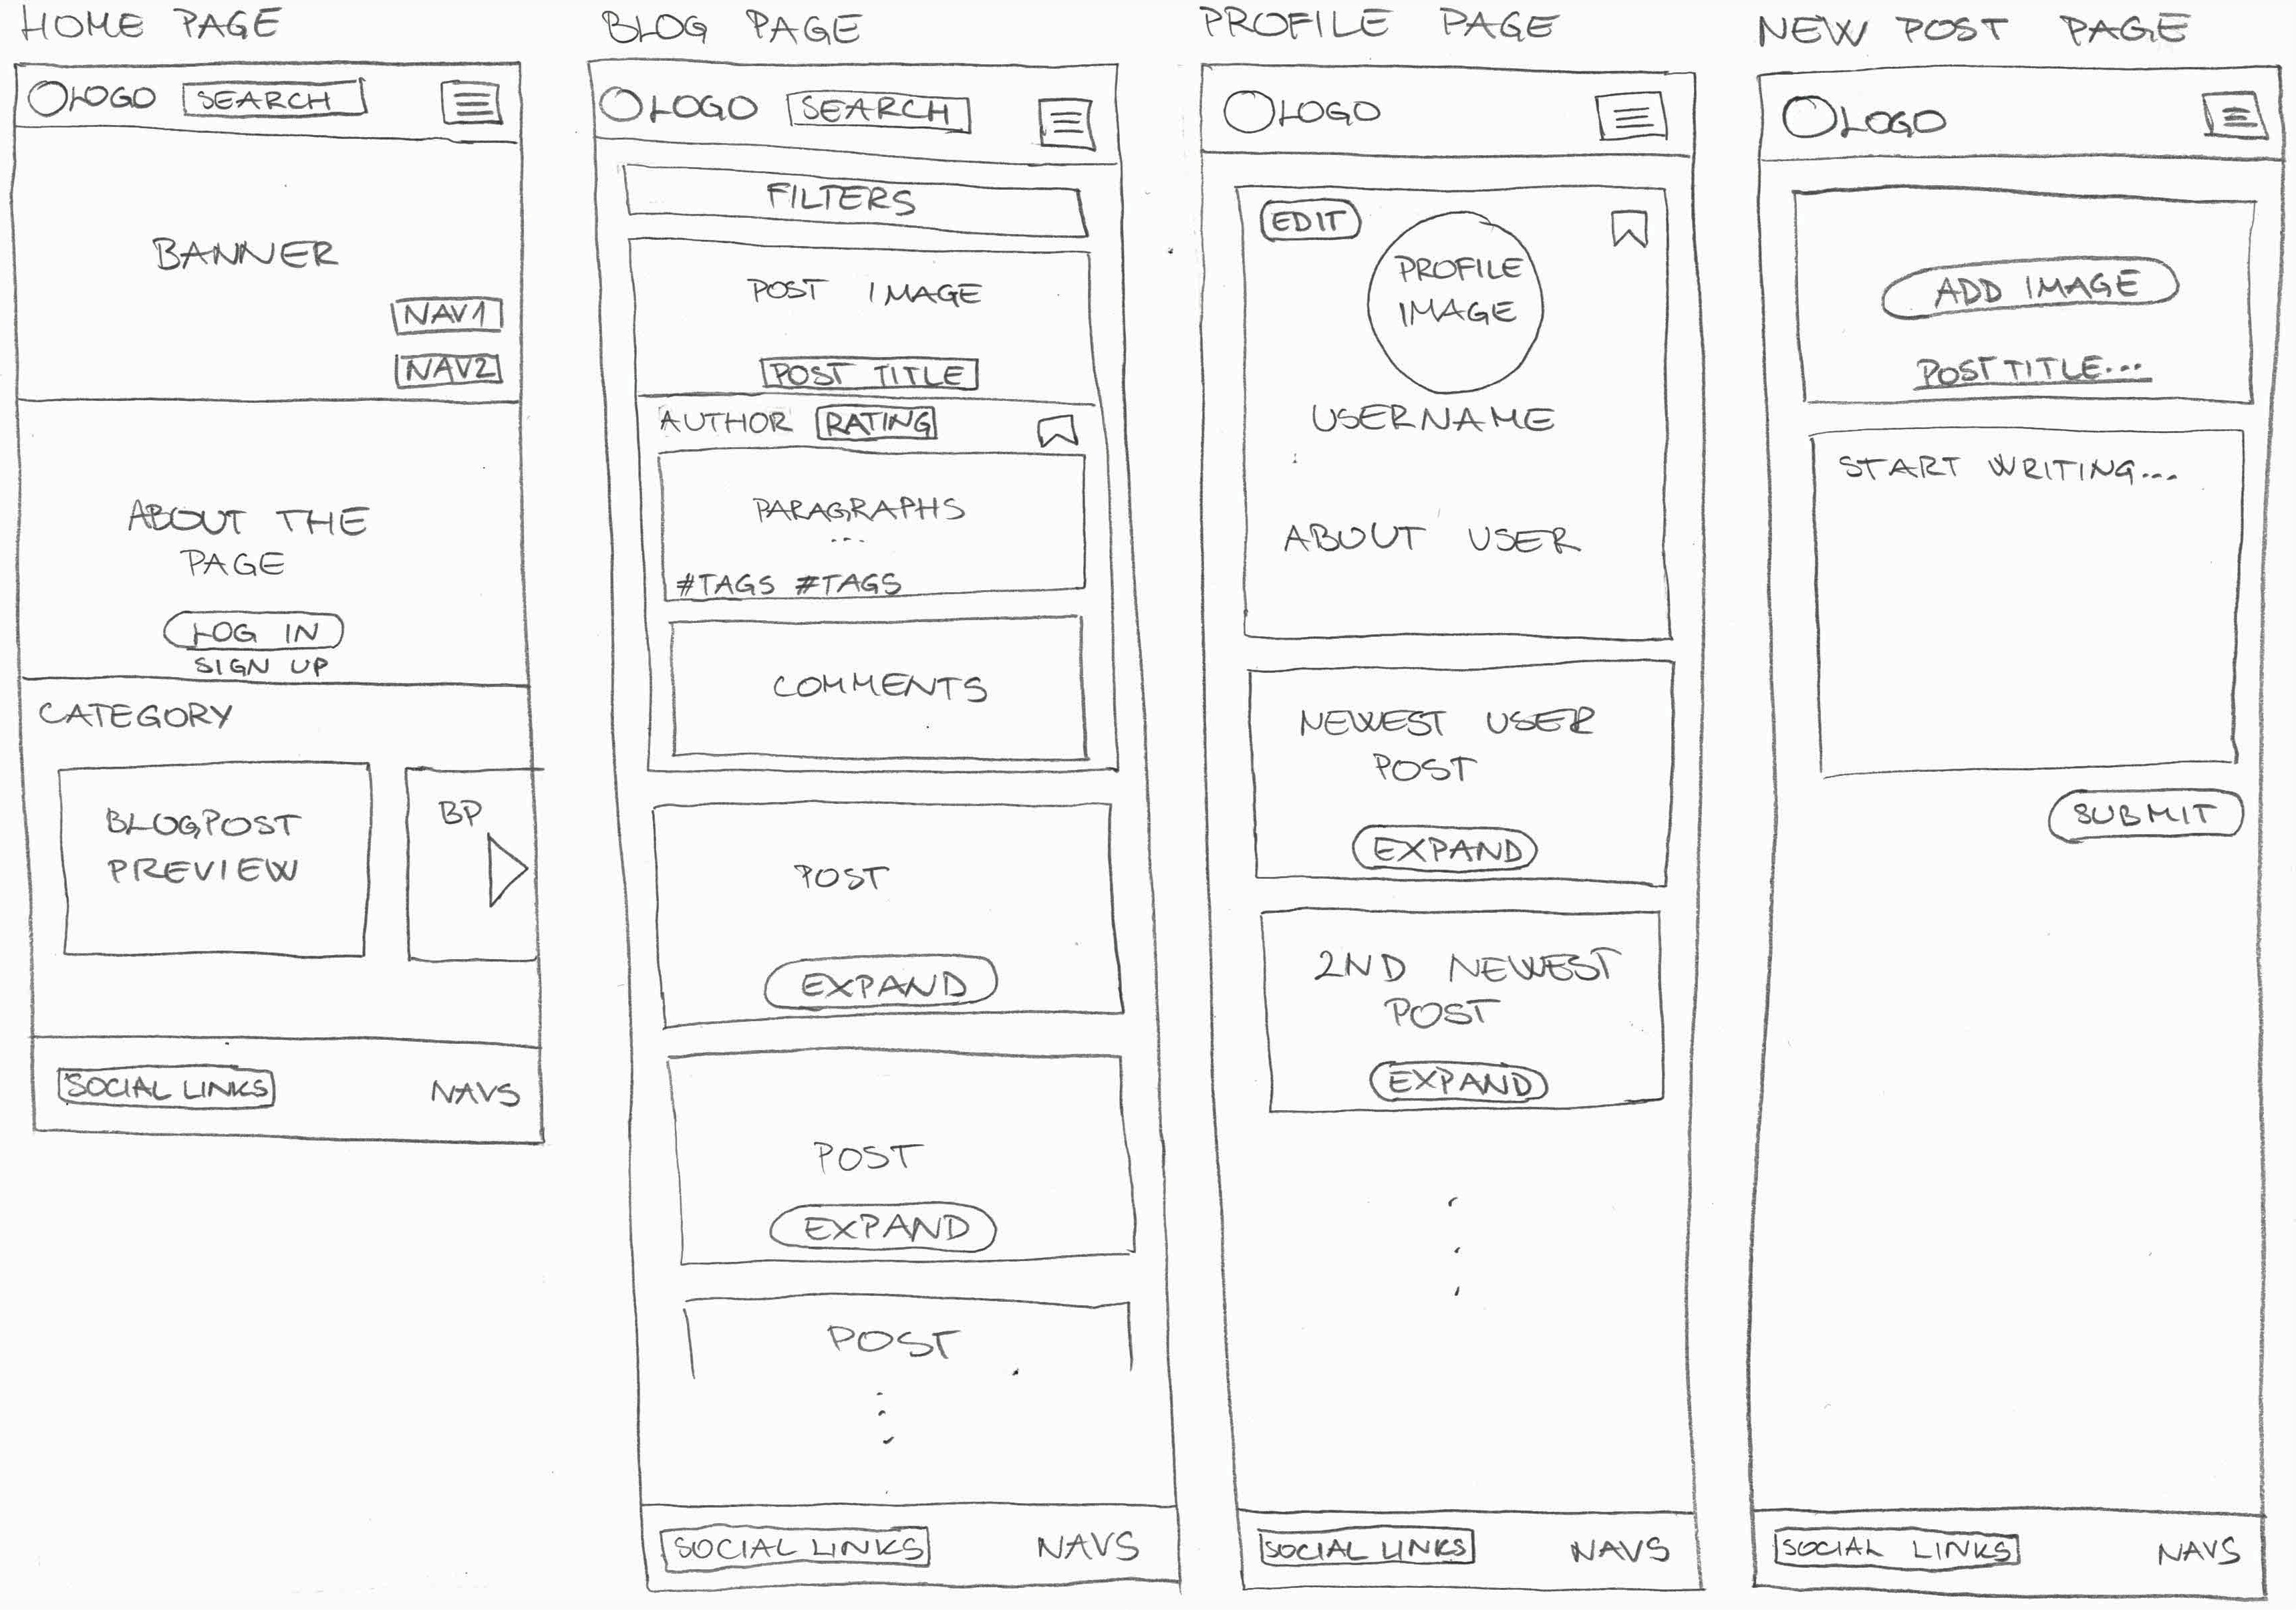 HOME PAGE
LOGO SEARCH
BANNER
NAV1
NAV2
ABOUT THE
PAGE
LOG IN
SIGN UP
CATEGORY
BLOGPOST
PREVIEW
BP
SOCIAL LINKS NAVS
BLOG PAGE
LOGO SEARCH
FILTERS
POST IMAGE
POST TITLE
AUTHOR RATING
PARAGRAPHS
...
#TAGS #TAGS
COMMENTS
POST
EXPAND
POST
EXPAND
POST
SOCIAL LINKS NAVS
PROFILE PAGE
LOGO
EDIT
PROFILE
IMAGE
USERNAME
ABOUT USER
NEWEST USER
POST
EXPAND
2ND NEWEST
POST
EXPAND
SOCIAL LINKS NAVS
NEW POST PAGE
LOGO
ADD IMAGE
POST TITLE...
START WRITING...
SUBMIT
SOCIAL LINKS NAVS